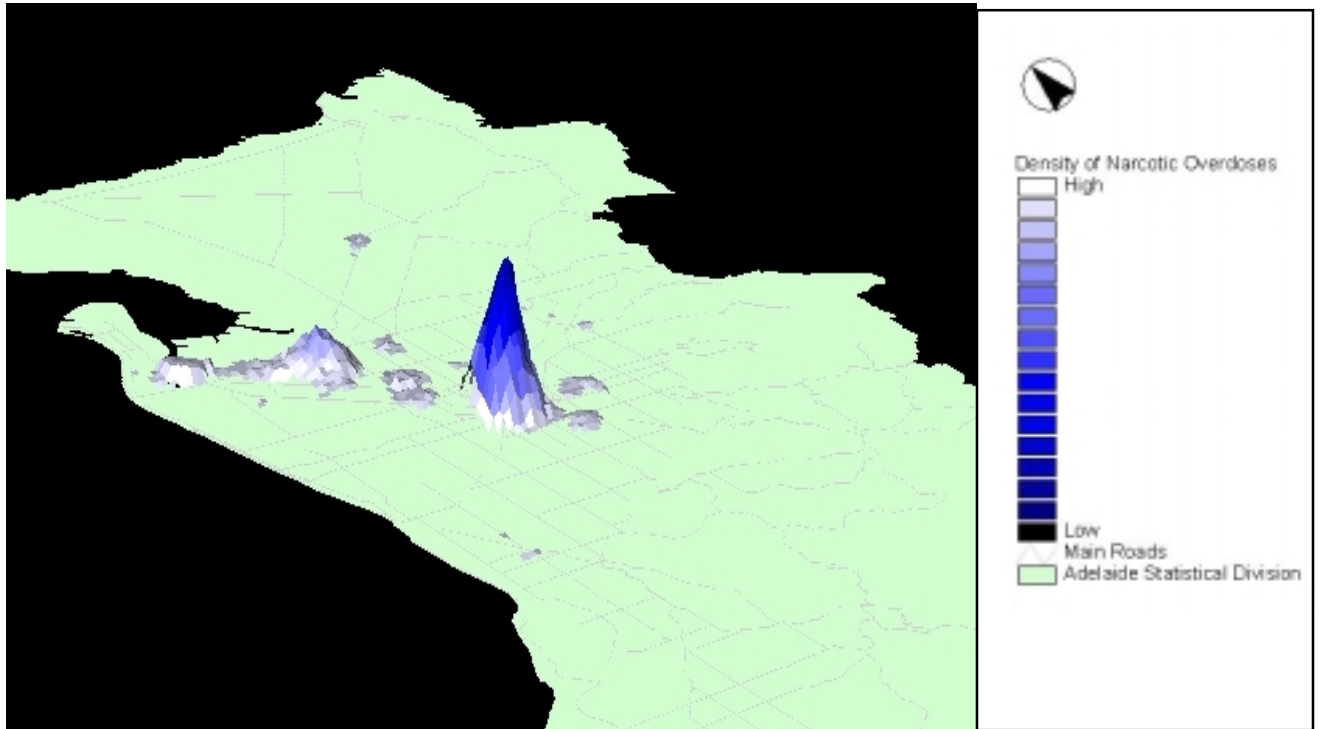 Density of Narcotic Overdoses
High
Low
Main Roads
Adelaide Statistical Division